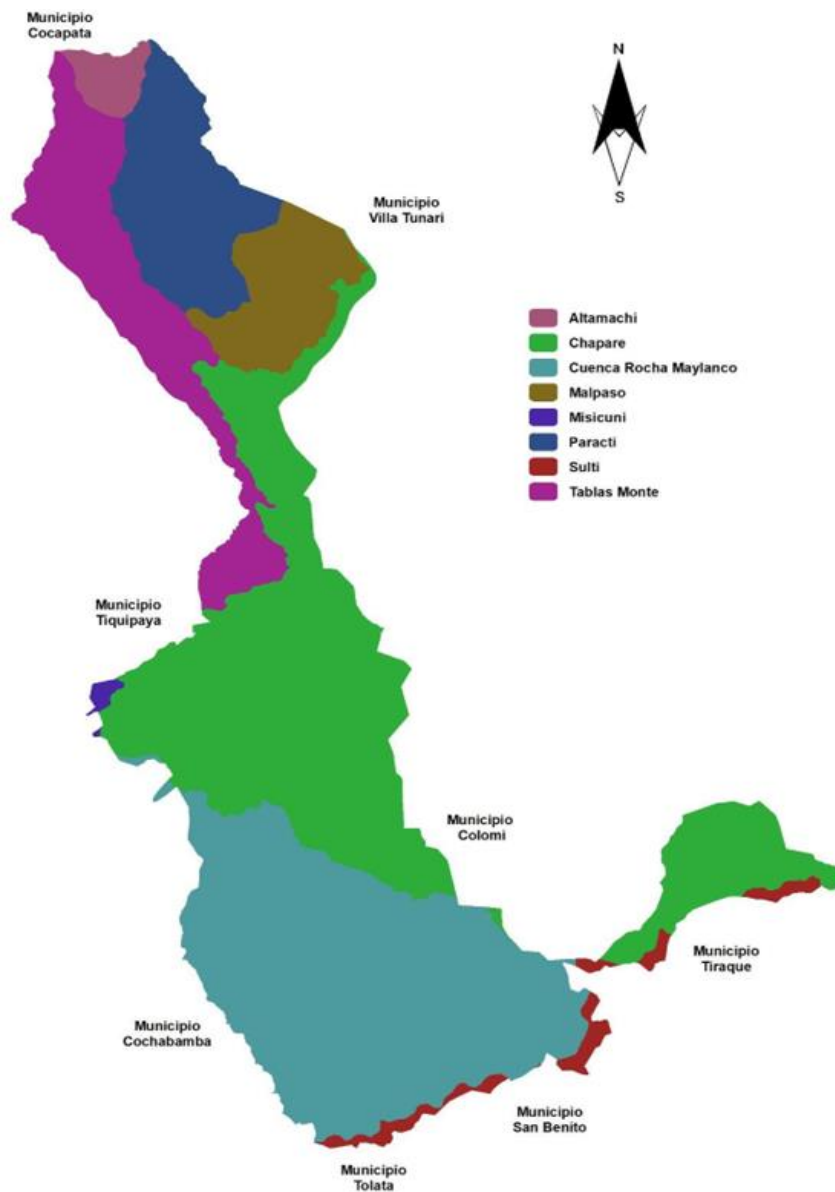 Municipio
Cocapata
N
S
Municipio
Villa Tunari
Altamachi
Chapare
Cuenca Rocha Maylanco
Malpaso
Misicuni
Paracti
Sulti
Tablas Monte
Municipio
Tiquipaya
Municipio
Colomi
Municipio
Tiraque
Municipio
Cochabamba
Municipio
San Benito
Municipio
Tolata